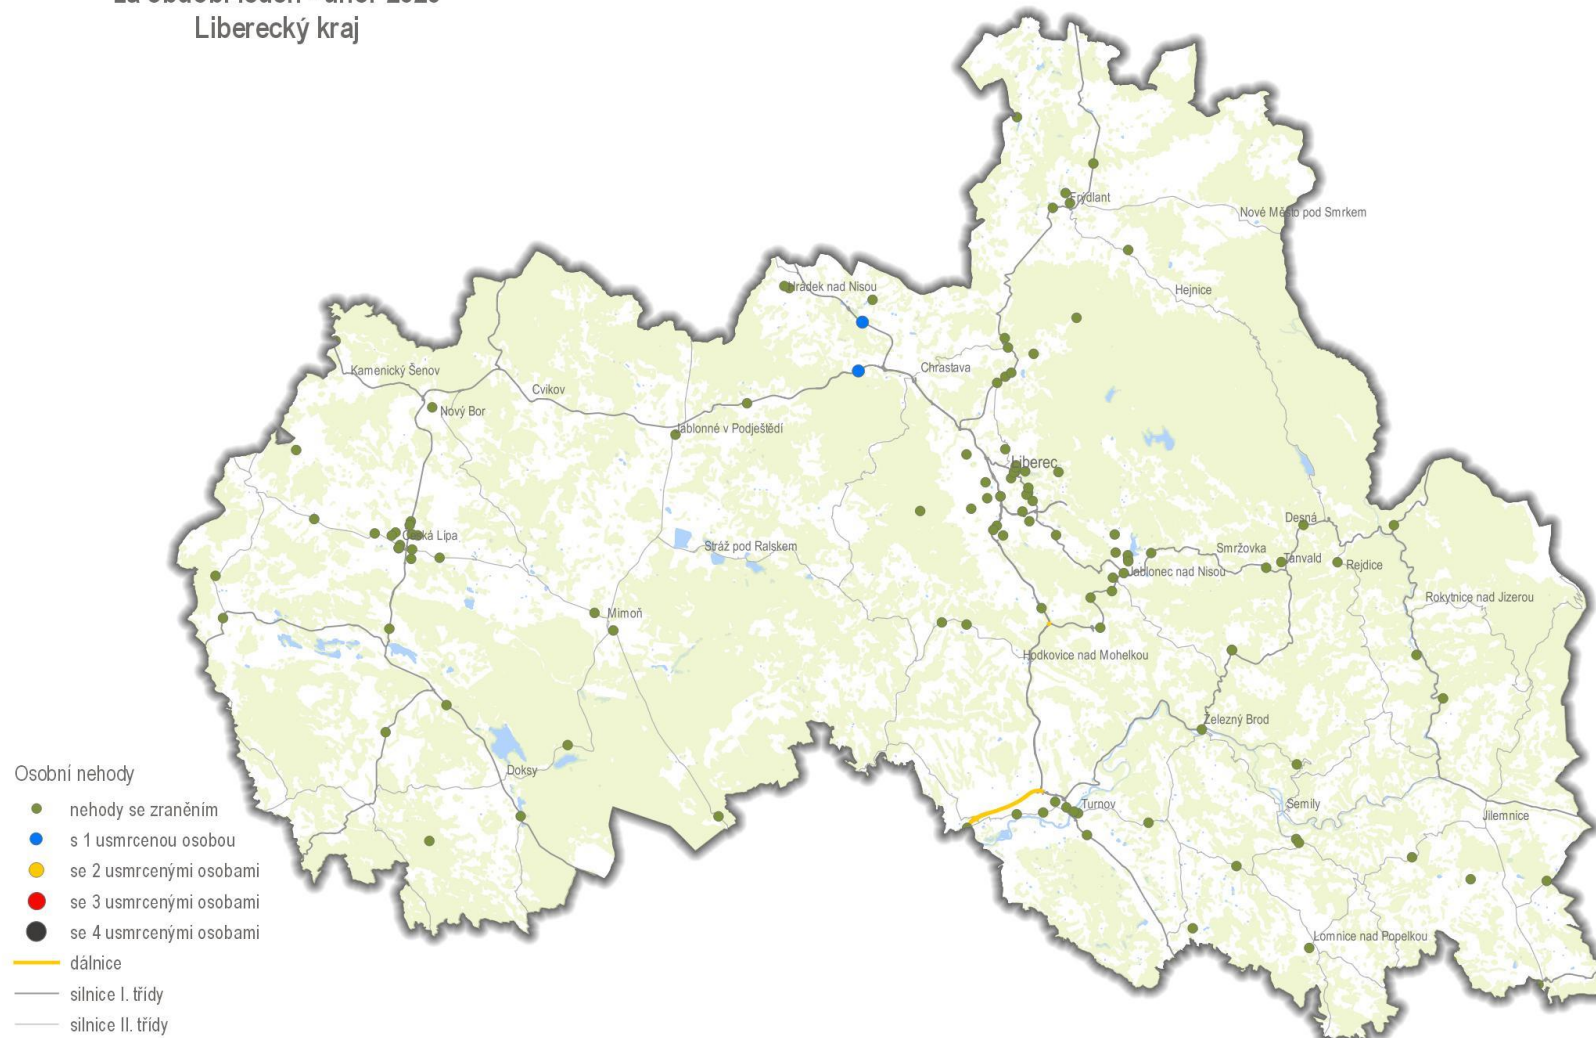 Liberecký kraj
Frýdlant
Nové Město pod Smrkem
Hrádek nad Nisou
Hejnice
Kamenický Šenov
Chrastava
Cvikov
Nový Bor
Jablonné v Podještědí
Liberec
Desná
Česká Lípa
Stráž pod Ralskem
Smržovka
Tanvald
Rejdice
Jablonec nad Nisou
Rokytnice nad Jizerou
Mimoň
Hodkovice nad Mohelkou
Železný Brod
Doksy
Turnov
Semily
Jilemnice
Lomnice nad Popelkou
Osobní nehody
nehody se zraněním
s 1 usmrcenou osobou
se 2 usmrcenými osobami
se 3 usmrcenými osobami
se 4 usmrcenými osobami
dálnice
silnice I. třídy
silnice II. třídy